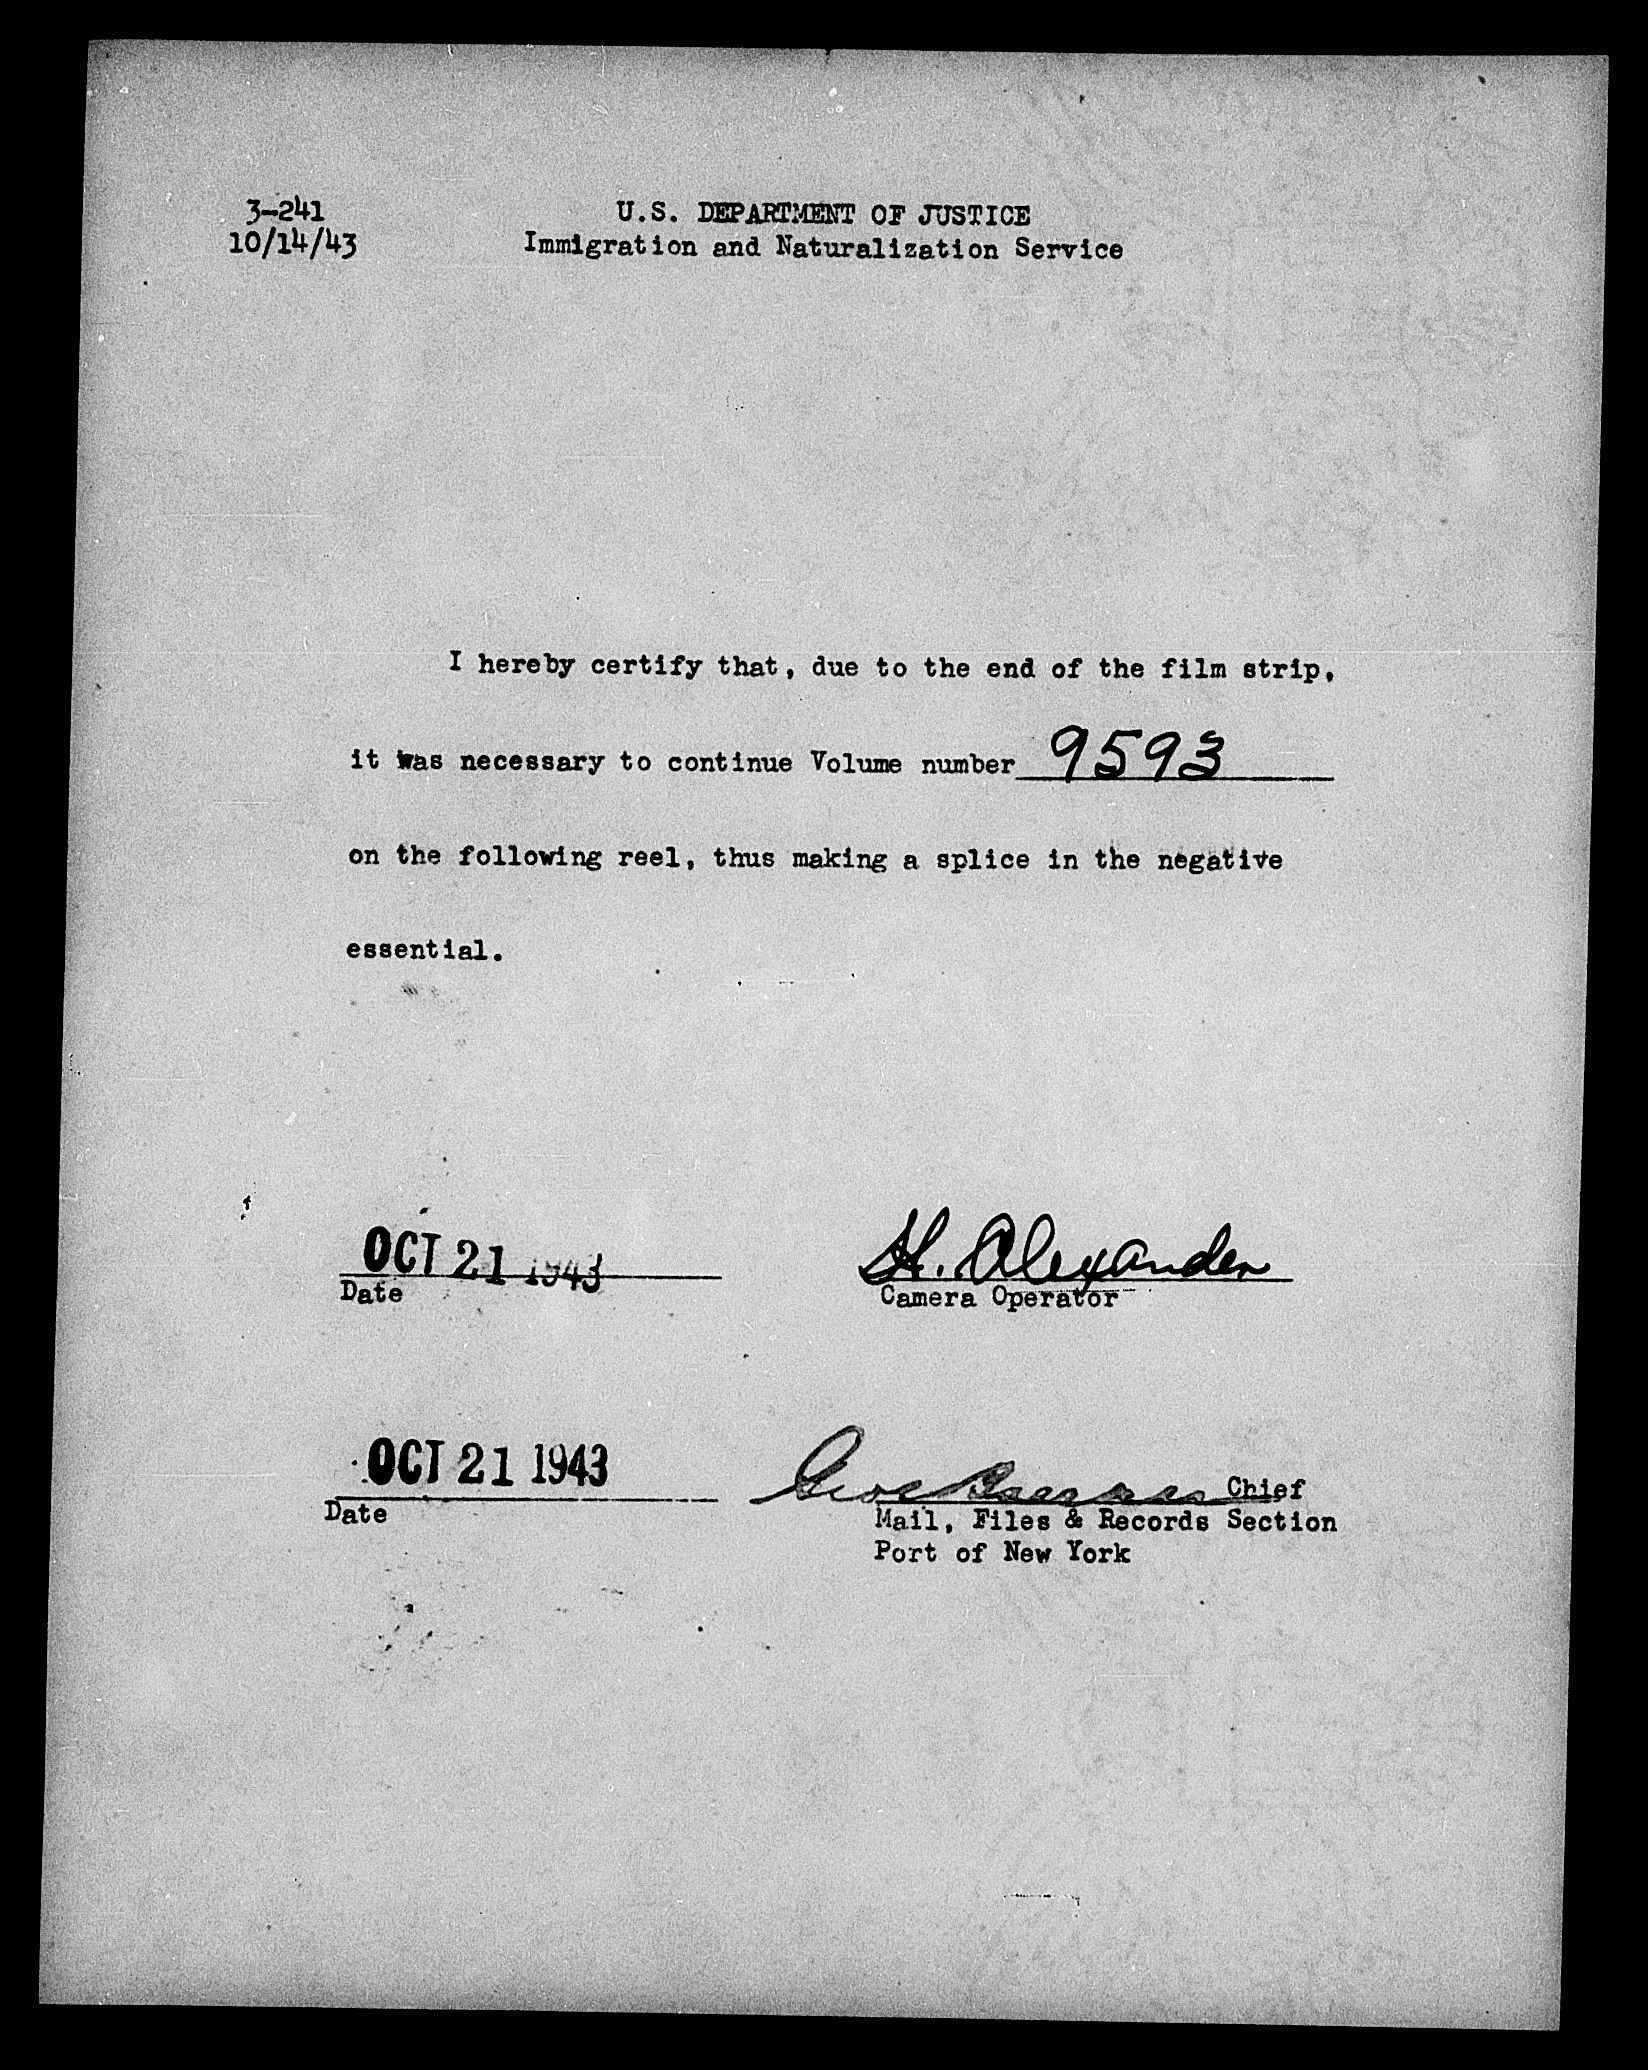 3-241
10/14/43
U.S. DEPARTMENT OF JUSTICE
Immigration and Naturalization Service
I hereby certify that, due to the end of the film strip,
it was necessary to continue Volume number 9593
on the following reel, thus making a splice in the negative
essential.
OCT 21 1943
Date
H. Alexander
Camera Operator
OCT 21 1943
Date
Chief
Mail, Files & Records Section
Port of New York